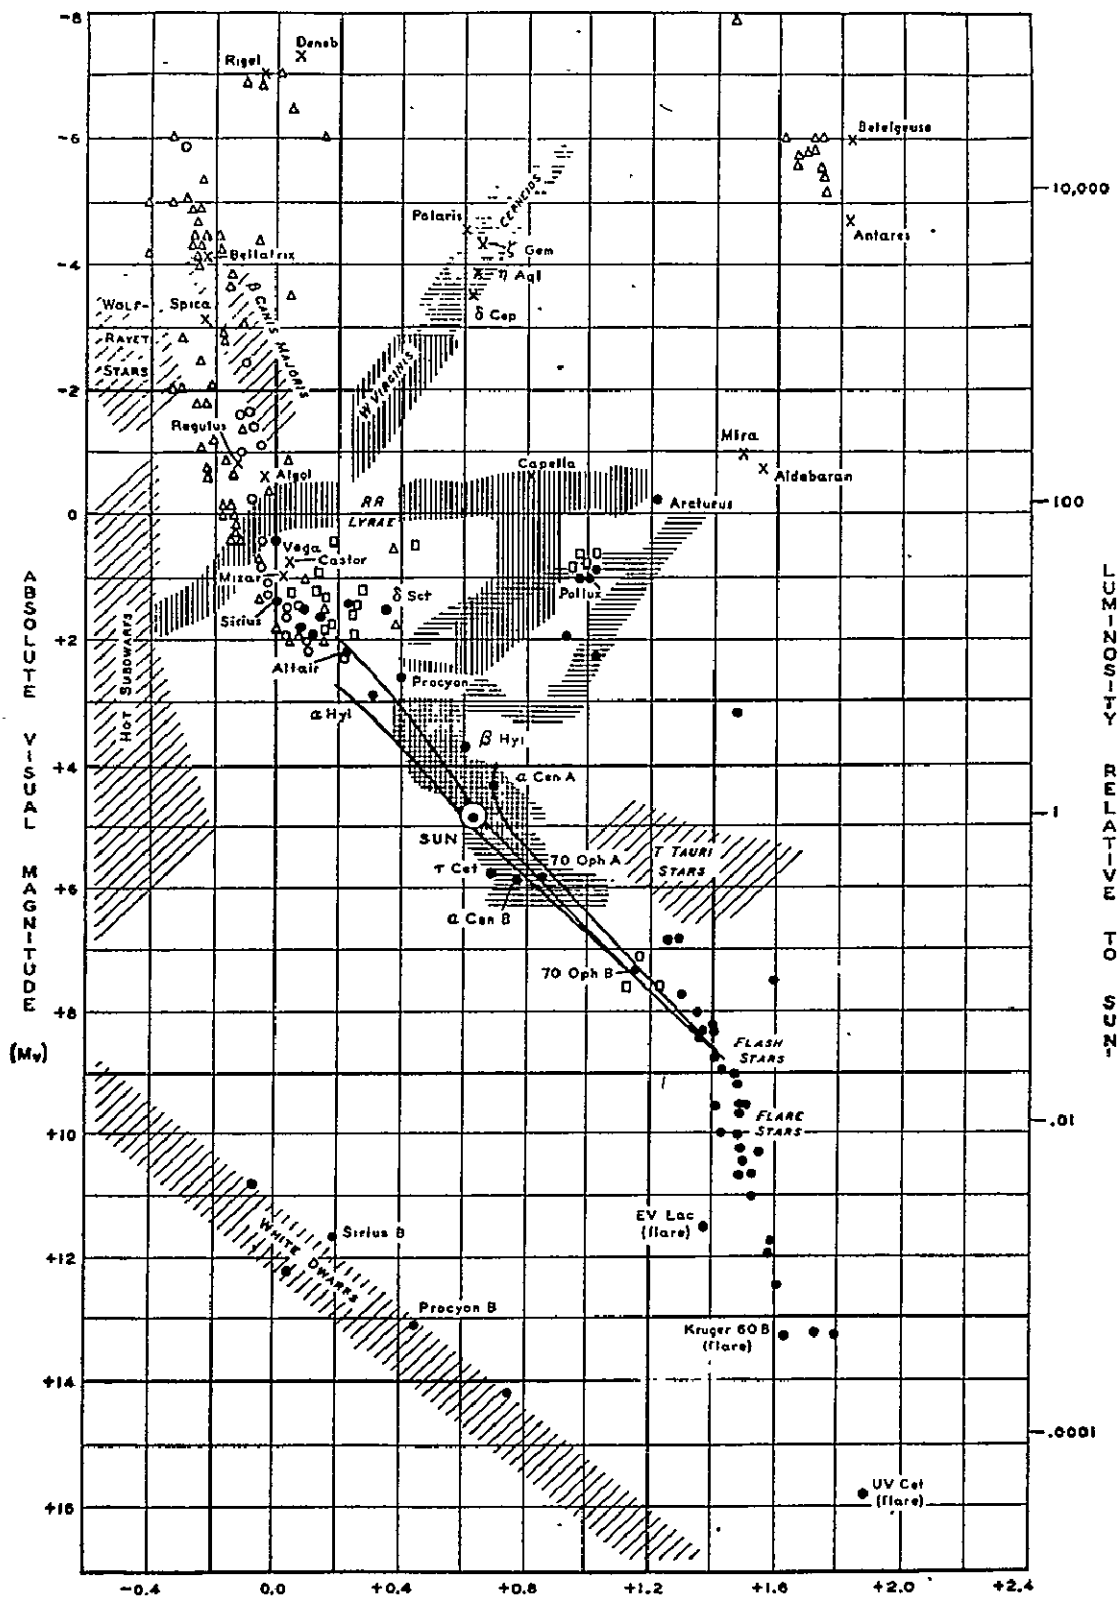 -8
-6
-4
-2
0
+2
+4
+6
+8
+10
+12
+14
+16
ABSOLUTE VISUAL MAGNITUDE
(Mv)
10,000
100
1
.01
.0001
LUMINOSITY RELATIVE TO SUN
-0.4
0.0
+0.4
+0.8
+1.2
+1.6
+2.0
+2.4
Deneb
Rigel
Betelgeuse
CEPHEIDS
Polaris
ζ Gem
Antares
Bellatrix
η Aql
WOLF-
RAYET
STARS
Spica
β CANIS MAJORIS
δ Cep
W VIRGINIS
Regulus
Mira
Algol
Capella
Aldebaran
RR
LYRAE
Arcturus
Vega
Castor
Mizar
δ Sct
Pollux
Sirius
HOT SUBDWARFS
Altair
Procyon
α Hyi
β Hyi
α Cen A
SUN
70 Oph A
T TAURI
STARS
τ Cet
α Cen B
70 Oph B
FLASH
STARS
FLARE
STARS
EV Lac
(flare)
Sirius B
WHITE DWARFS
Procyon B
Kruger 60B
(flare)
UV Cet
(flare)